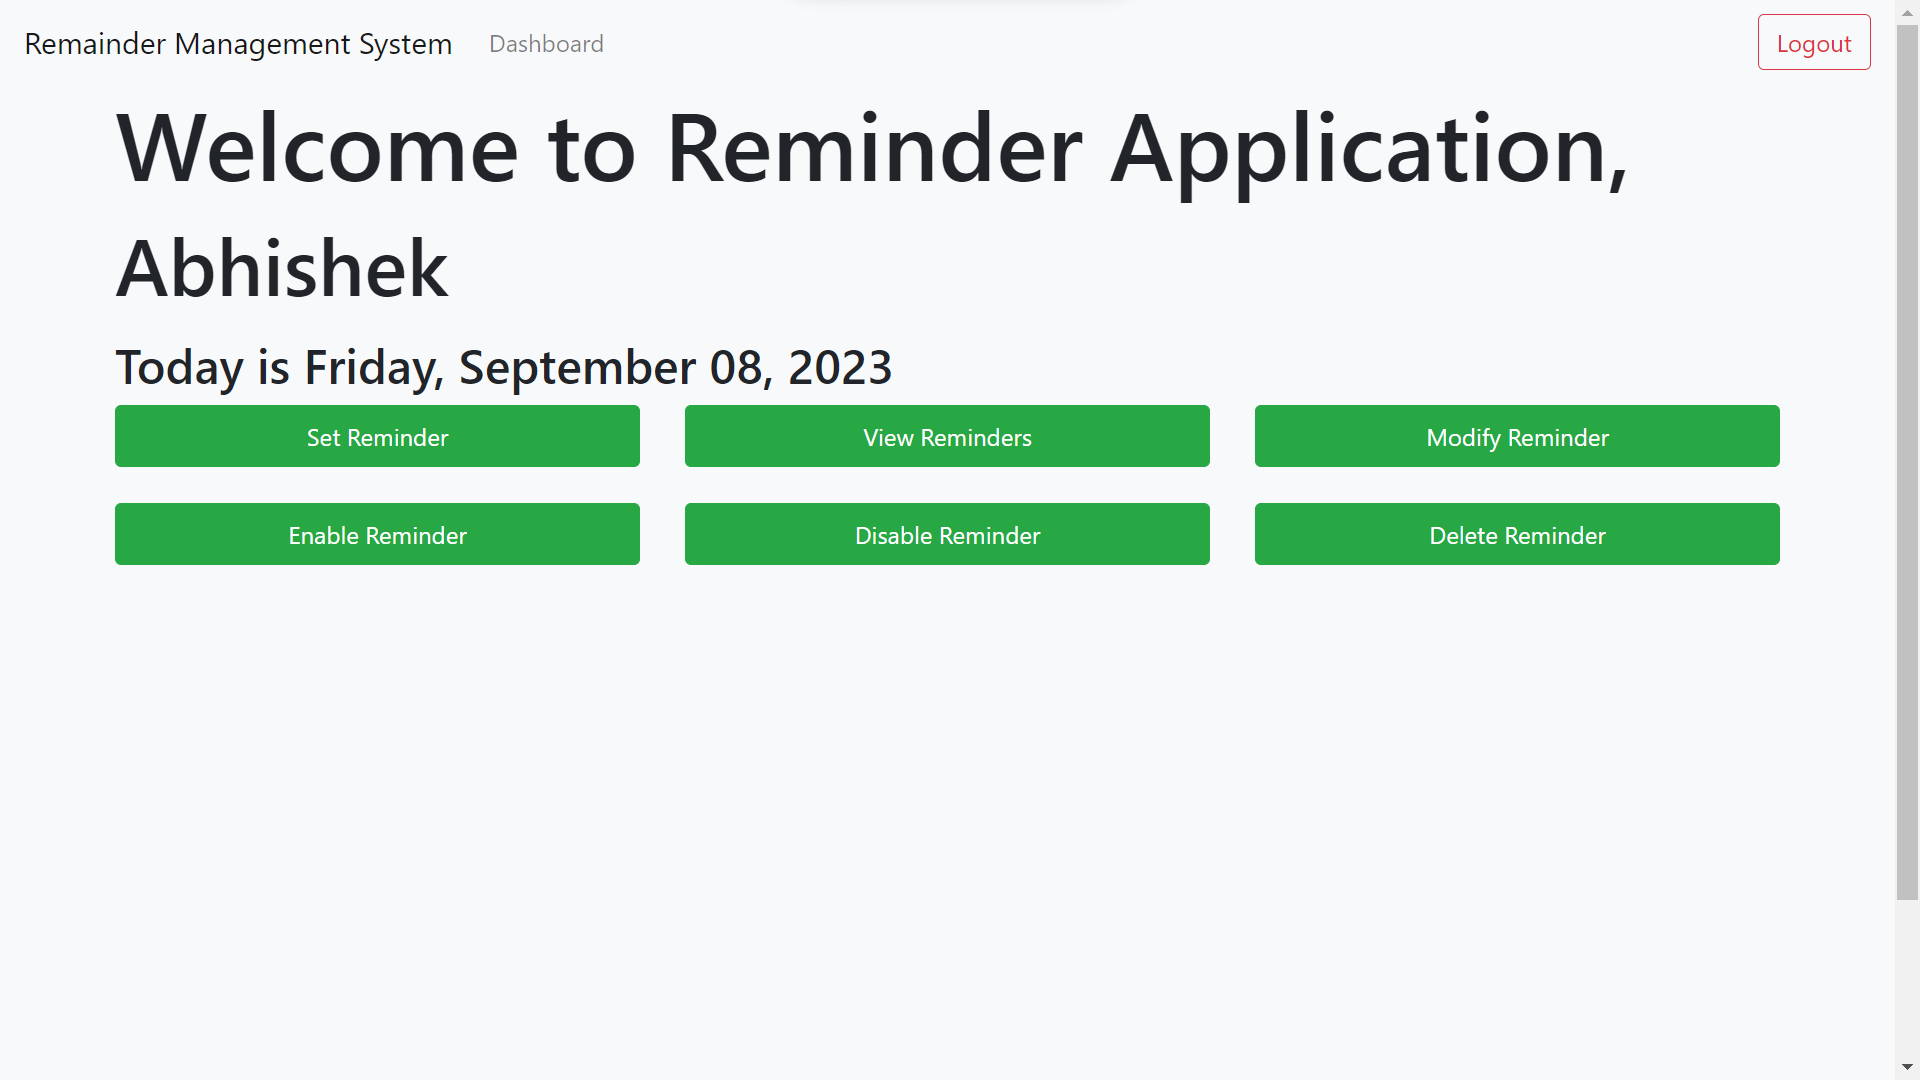 Remainder Management System Dashboard Logout
Welcome to Reminder Application,
Abhishek
Today is Friday, September 08, 2023
Set Reminder View Reminders Modify Reminder
Enable Reminder Disable Reminder Delete Reminder